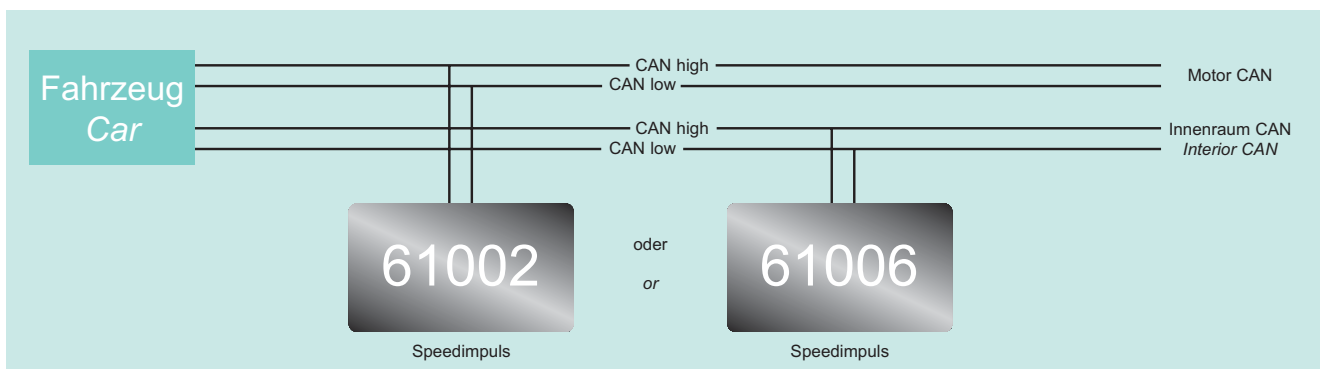 Fahrzeug
Car
CAN high
CAN low
Motor CAN
CAN high
CAN low
Innenraum CAN
Interior CAN
61002
oder
or
61006
Speedimpuls
Speedimpuls